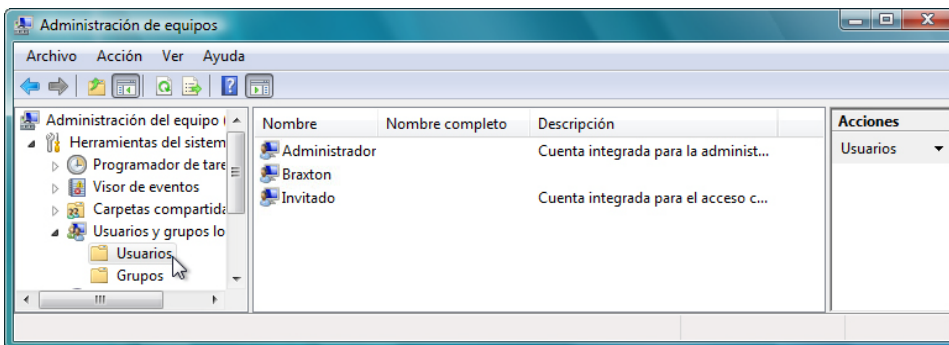 Administración de equipos
Archivo Acción Ver Ayuda
Administración del equipo (
Herramientas del sistem
Programador de tare
Visor de eventos
Carpetas compartida
Usuarios y grupos lo
Usuarios
Grupos
Nombre Nombre completo Descripción
Administrador Cuenta integrada para la administ...
Braxton
Invitado Cuenta integrada para el acceso c...
Acciones
Usuarios